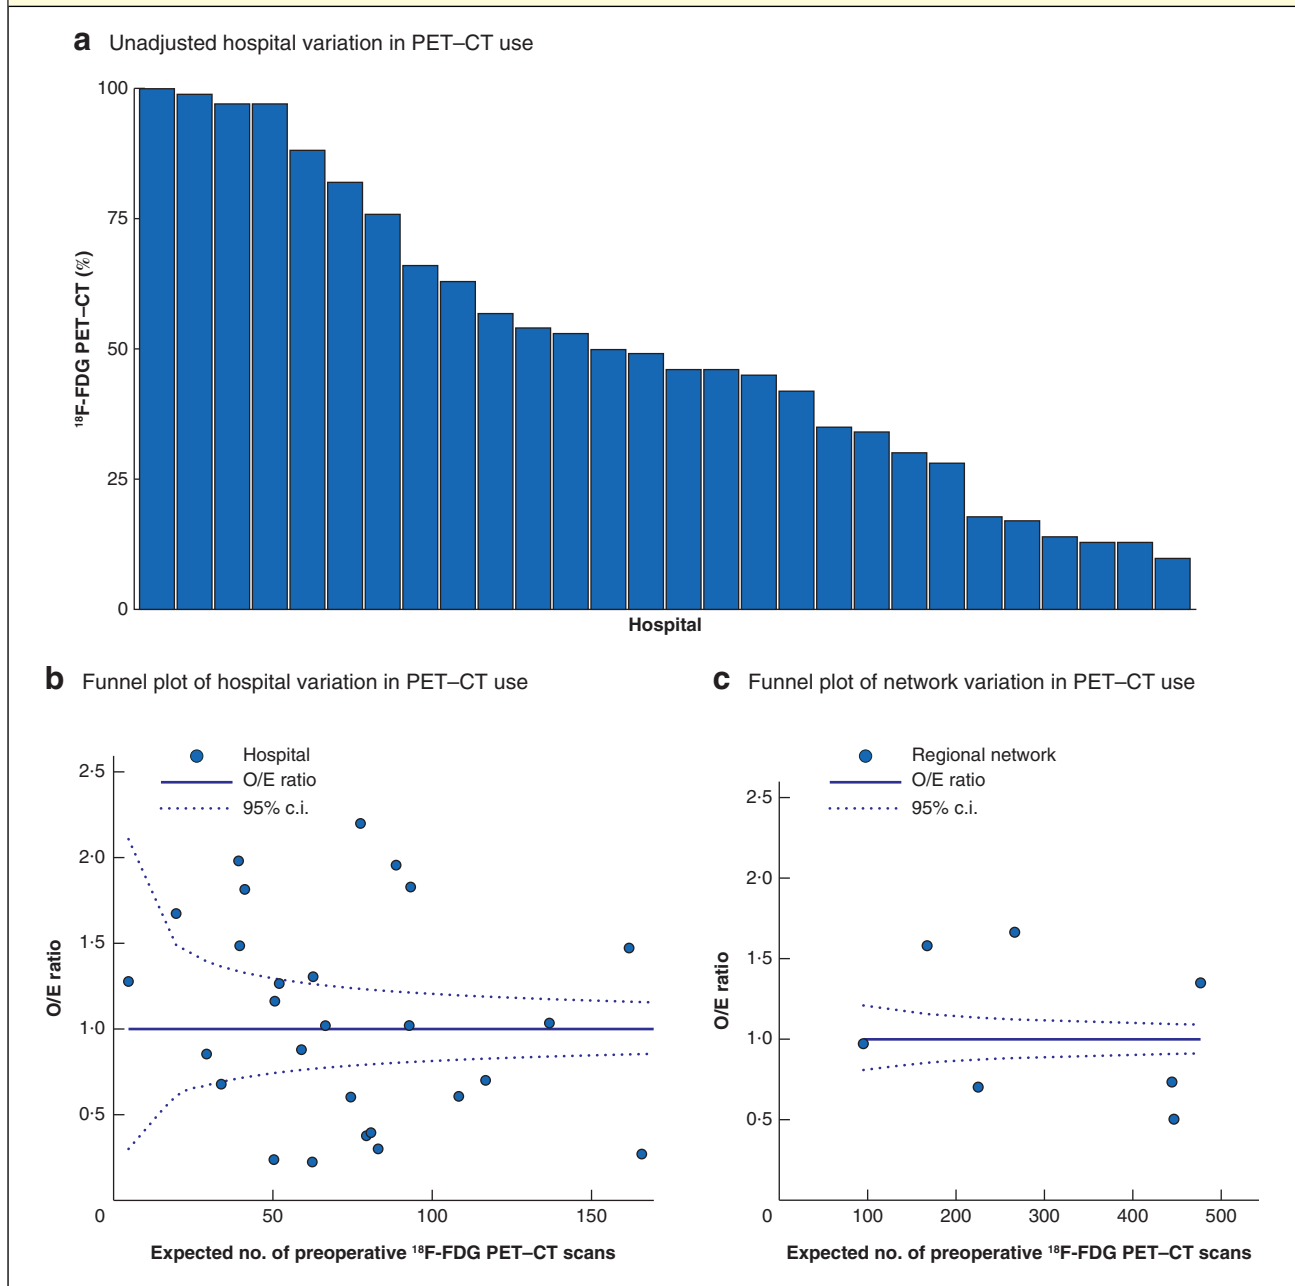 a Unadjusted hospital variation in PET–CT use
100
75
50
25
0
¹⁸F-FDG PET–CT (%)
Hospital
b Funnel plot of hospital variation in PET–CT use
Hospital
O/E ratio
95% c.i.
2·5
2·0
1·5
1·0
0·5
O/E ratio
0 50 100 150
Expected no. of preoperative ¹⁸F-FDG PET–CT scans
c Funnel plot of network variation in PET–CT use
Regional network
O/E ratio
95% c.i.
2·5
2·0
1·5
1·0
0·5
O/E ratio
0 100 200 300 400 500
Expected no. of preoperative ¹⁸F-FDG PET–CT scans